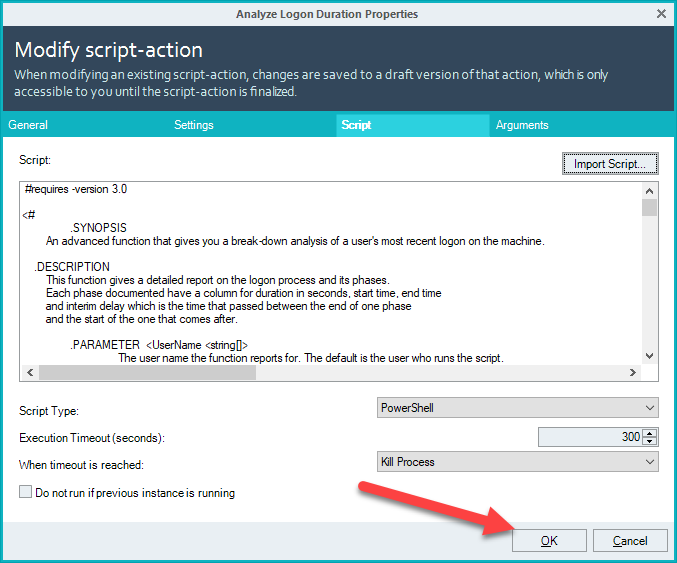 Analyze Logon Duration Properties
Modify script-action
When modifying an existing script-action, changes are saved to a draft version of that action, which is only
accessible to you until the script-action is finalized.
General Settings Script Arguments
Script:
Import Script...
#requires -version 3.0
<#
.SYNOPSIS
An advanced function that gives you a break-down analysis of a user's most recent logon on the machine.
.DESCRIPTION
This function gives a detailed report on the logon process and its phases.
Each phase documented have a column for duration in seconds, start time, end time
and interim delay which is the time that passed between the end of one phase
and the start of the one that comes after.
.PARAMETER <UserName <string[]>
The user name the function reports for. The default is the user who runs the script.
Script Type: PowerShell
Execution Timeout (seconds): 300
When timeout is reached: Kill Process
Do not run if previous instance is running
OK Cancel